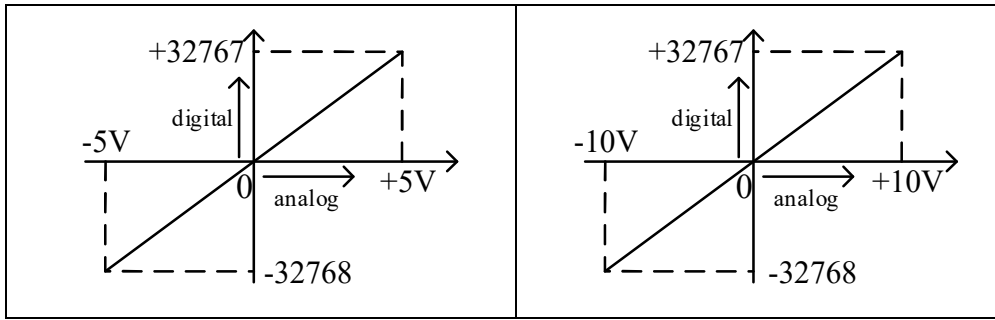 +32767
digital
-5V
0
analog
+5V
-32768
+32767
digital
-10V
0
analog
+10V
-32768